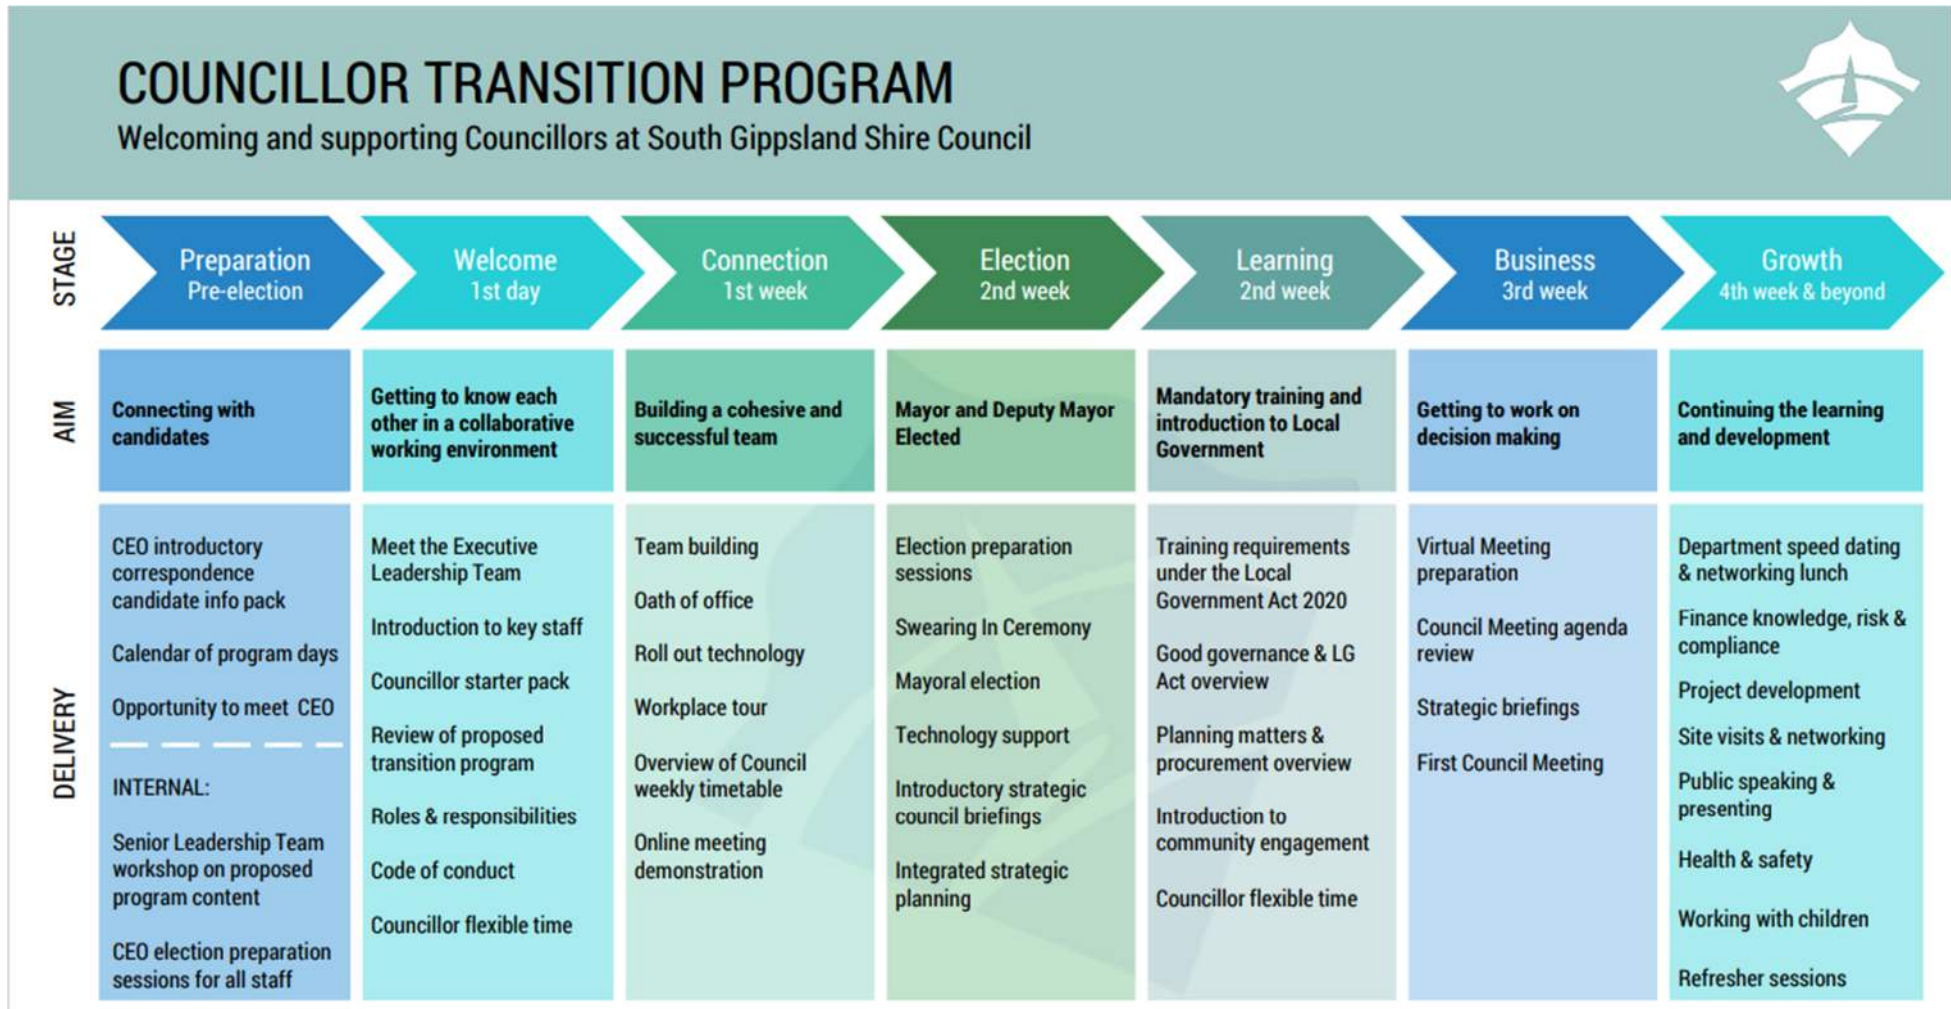 COUNCILLOR TRANSITION PROGRAM
Welcoming and supporting Councillors at South Gippsland Shire Council
STAGE
Preparation
Pre-election
Welcome
1st day
Connection
1st week
Election
2nd week
Learning
2nd week
Business
3rd week
Growth
4th week & beyond
AIM
Connecting with
candidates
Getting to know each
other in a collaborative
working environment
Building a cohesive and
successful team
Mayor and Deputy Mayor
Elected
Mandatory training and
introduction to Local
Government
Getting to work on
decision making
Continuing the learning
and development
DELIVERY
CEO introductory
correspondence
candidate info pack
Calendar of program days
Opportunity to meet CEO
INTERNAL:
Senior Leadership Team
workshop on proposed
program content
CEO election preparation
sessions for all staff
Meet the Executive
Leadership Team
Introduction to key staff
Councillor starter pack
Review of proposed
transition program
Roles & responsibilities
Code of conduct
Councillor flexible time
Team building
Oath of office
Roll out technology
Workplace tour
Overview of Council
weekly timetable
Online meeting
demonstration
Election preparation
sessions
Swearing In Ceremony
Mayoral election
Technology support
Introductory strategic
council briefings
Integrated strategic
planning
Training requirements
under the Local
Government Act 2020
Good governance & LG
Act overview
Planning matters &
procurement overview
Introduction to
community engagement
Councillor flexible time
Virtual Meeting
preparation
Council Meeting agenda
review
Strategic briefings
First Council Meeting
Department speed dating
& networking lunch
Finance knowledge, risk &
compliance
Project development
Site visits & networking
Public speaking &
presenting
Health & safety
Working with children
Refresher sessions